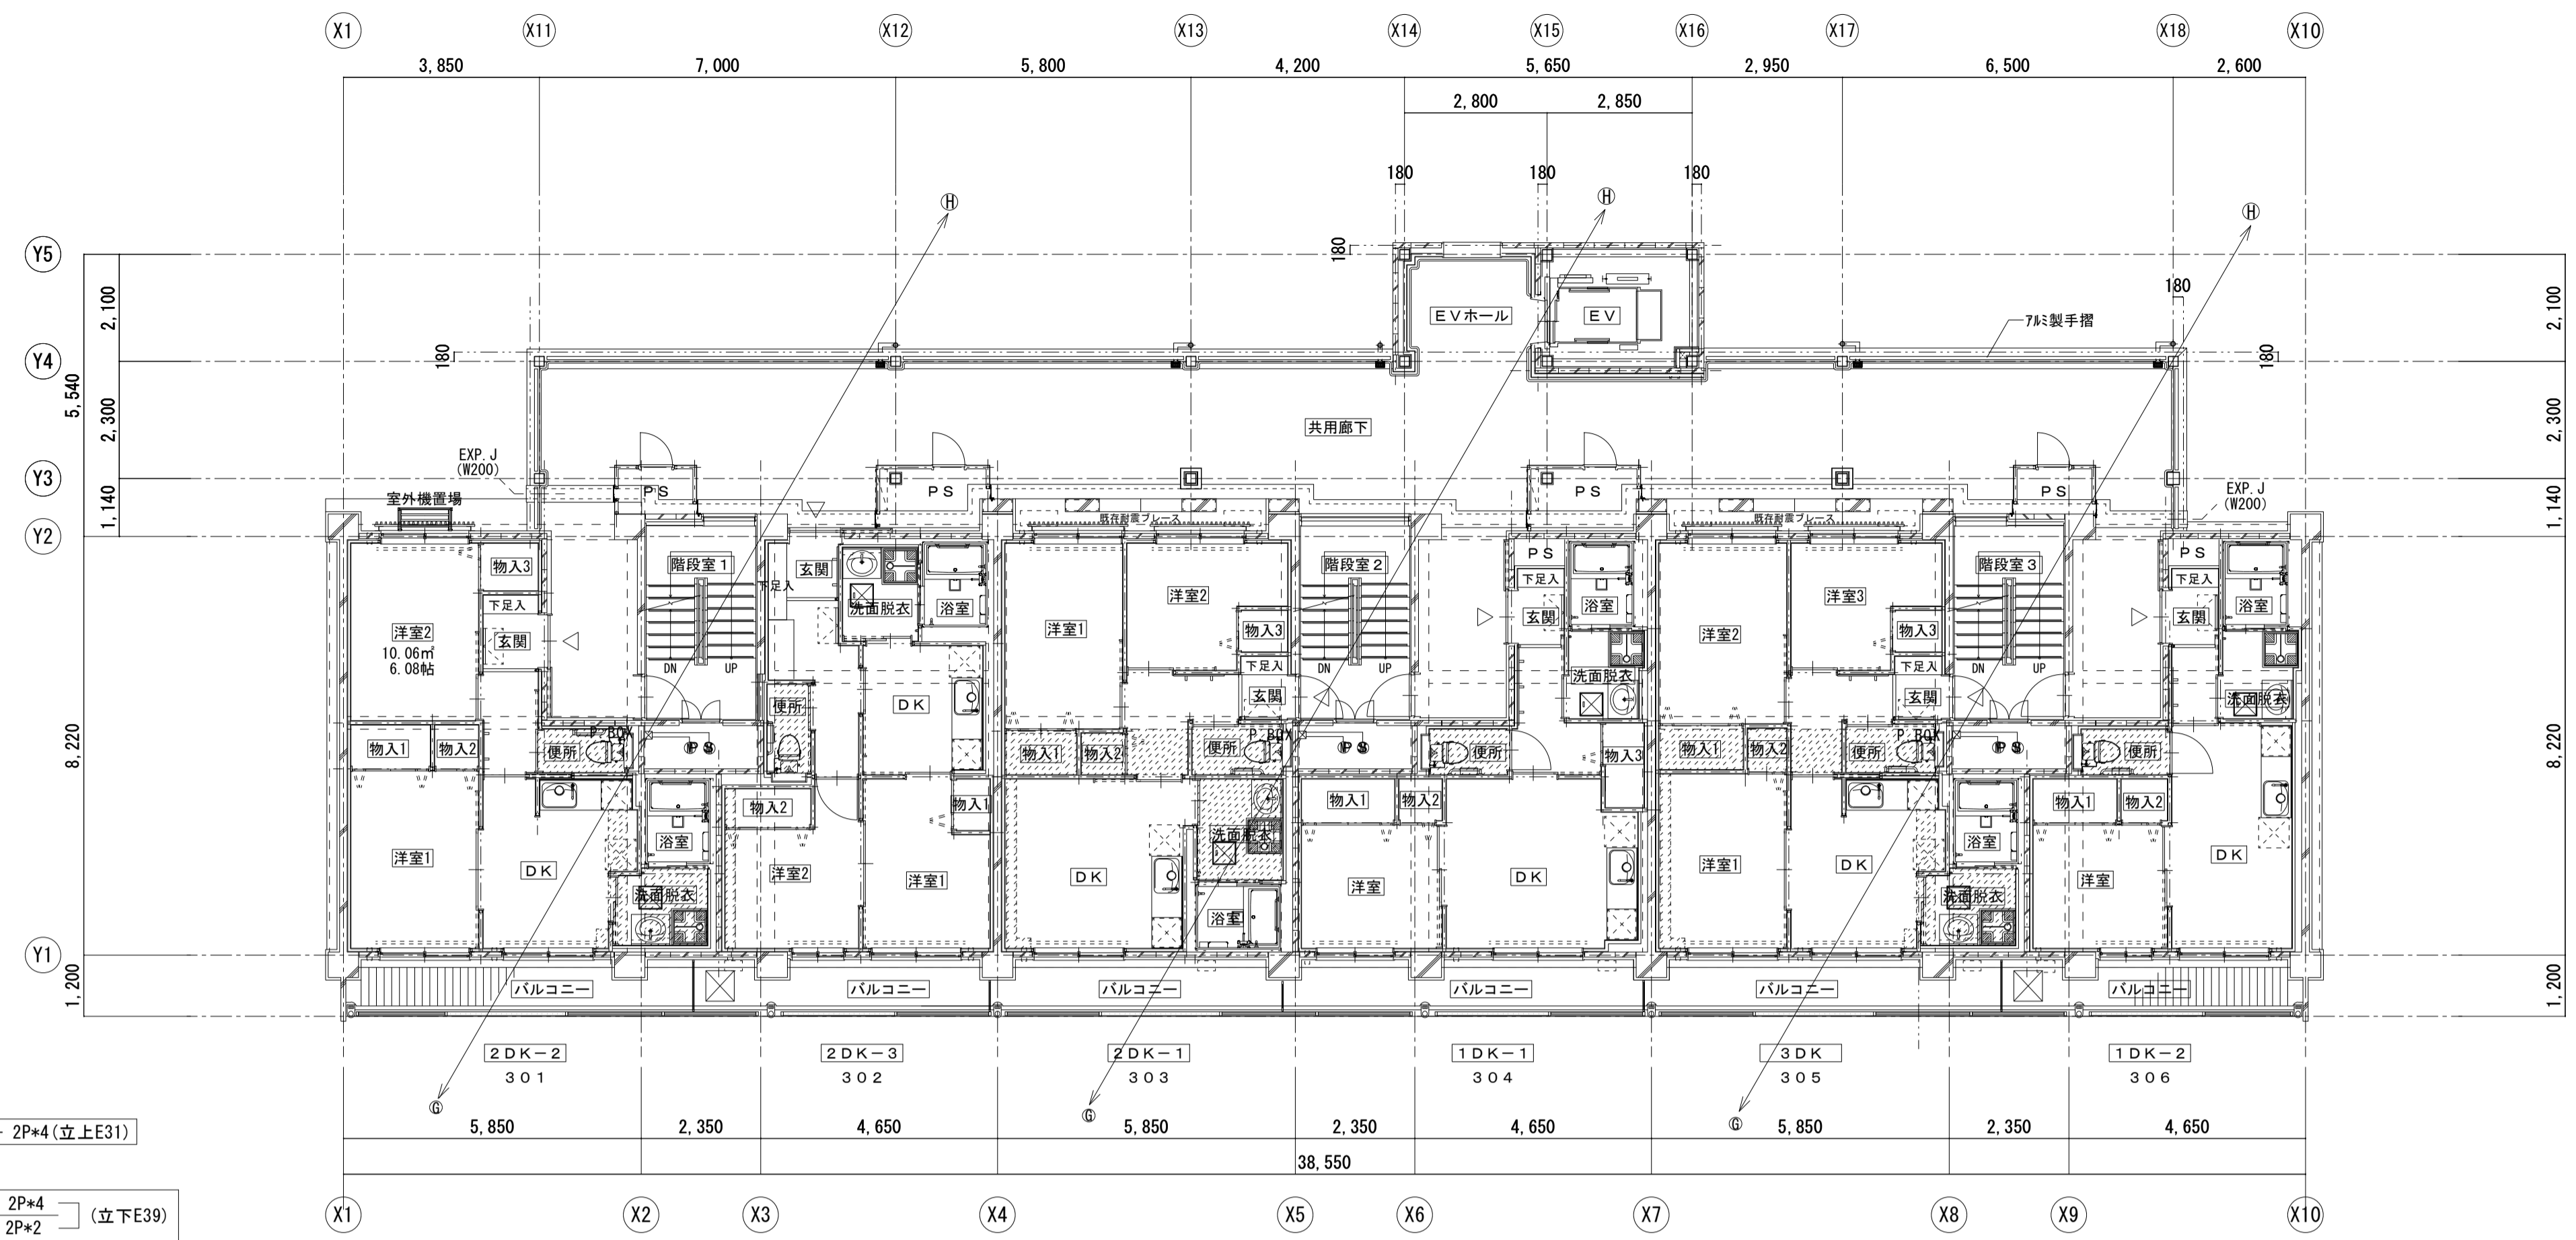 X1 X11 X12 X13 X14 X15 X16 X17 X18 X10
3,850 7,000 5,800 4,200 5,650 2,950 6,500 2,600
2,800 2,850
180 180 180
Ⓗ Ⓗ Ⓗ
Y5
180
2,100 2,100
180
EVホール EV
アルミ製手摺
Y4
180 180
5,540
2,300 2,300
共用廊下
EXP.J
(W200)
Y3
PS PS PS PS
EXP.J
(W200)
室外機置場
1,140 1,140
既存耐震ブレース 既存耐震ブレース
Y2
物入3 階段室1 玄関 洋室2 階段室2 PS 洋室3 階段室3 PS
下足入 下足入 洗面脱衣 浴室 下足入 浴室 下足入 浴室
洋室2
10.06㎡
6.08帖
玄関 洋室1 物入3 玄関 洋室2 物入3 玄関
DN UP 下足入 DN UP 洗面脱衣 下足入 DN UP 洗面脱衣
便所 DK 玄関 玄関
8,220 8,220
物入1 物入2 便所 P BOX PS 物入1 物入2 便所 P BOX PS 便所 物入3 物入1 物入2 便所 P BOX PS 便所
物入2 物入1 物入1 物入2 物入1 物入2
洋室1 DK 浴室 洋室2 洋室1 DK 洗面脱衣 洋室 DK 洋室1 DK 浴室 洋室 DK
洗面脱衣 浴室 洗面脱衣
Y1
1,200 1,200
バルコニー バルコニー バルコニー バルコニー バルコニー バルコニー
2DK-2 2DK-3 2DK-1 1DK-1 3DK 1DK-2
301 302 303 304 305 306
Ⓖ Ⓖ Ⓖ
5,850 2,350 4,650 5,850 2,350 4,650 5,850 2,350 4,650
38,550
2P*4(立上E31)
2P*4
2P*2
(立下E39)
X1 X2 X3 X4 X5 X6 X7 X8 X9 X10